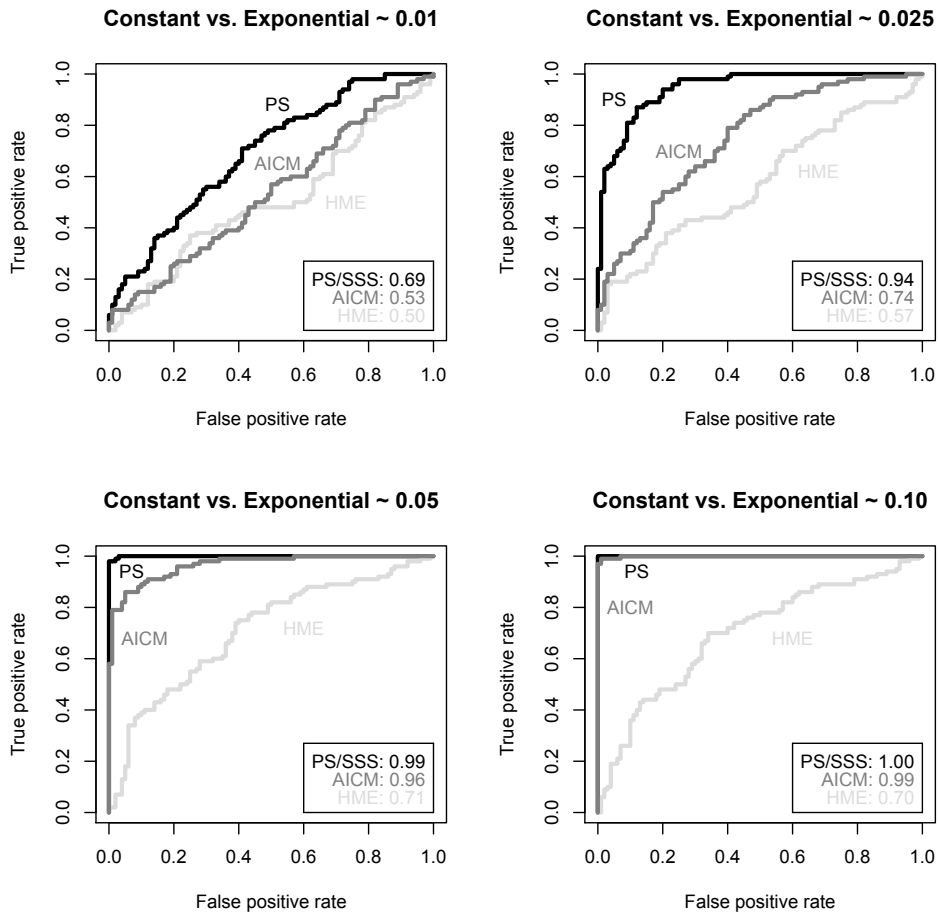 Constant vs. Exponential ~ 0.01
True positive rate
0.0 0.2 0.4 0.6 0.8 1.0
PS
AICM
HME
PS/SSS: 0.69
AICM: 0.53
HME: 0.50
0.0 0.2 0.4 0.6 0.8 1.0
False positive rate
Constant vs. Exponential ~ 0.025
True positive rate
0.0 0.2 0.4 0.6 0.8 1.0
PS
AICM
HME
PS/SSS: 0.94
AICM: 0.74
HME: 0.57
0.0 0.2 0.4 0.6 0.8 1.0
False positive rate
Constant vs. Exponential ~ 0.05
True positive rate
0.0 0.2 0.4 0.6 0.8 1.0
PS
AICM
HME
PS/SSS: 0.99
AICM: 0.96
HME: 0.71
0.0 0.2 0.4 0.6 0.8 1.0
False positive rate
Constant vs. Exponential ~ 0.10
True positive rate
0.0 0.2 0.4 0.6 0.8 1.0
PS
AICM
HME
PS/SSS: 1.00
AICM: 0.99
HME: 0.70
0.0 0.2 0.4 0.6 0.8 1.0
False positive rate